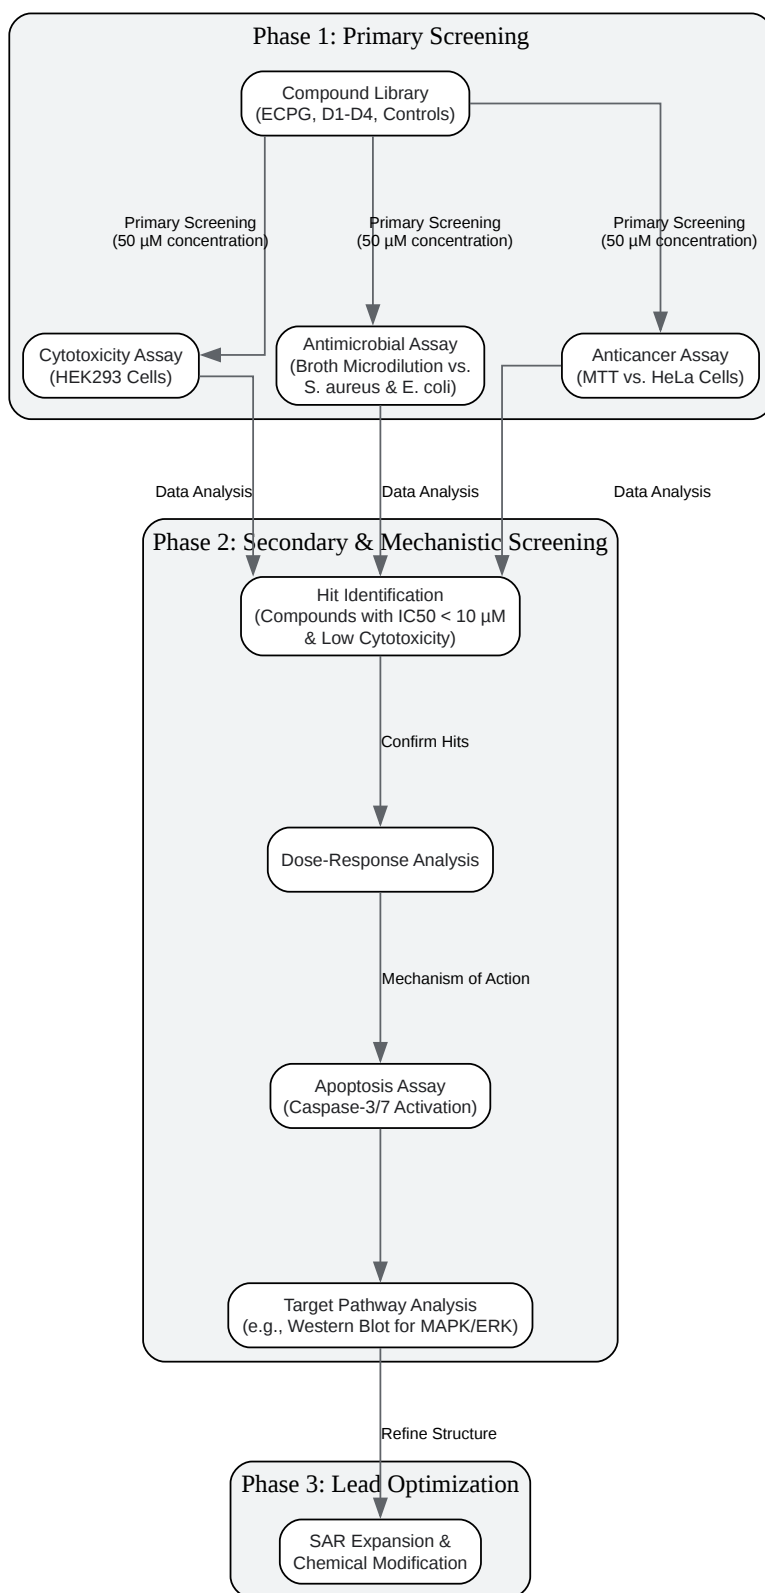 Phase 1: Primary Screening
Compound Library
(ECPG, D1-D4, Controls)
Primary Screening
(50 µM concentration)
Primary Screening
(50 µM concentration)
Primary Screening
(50 µM concentration)
Cytotoxicity Assay
(HEK293 Cells)
Antimicrobial Assay
(Broth Microdilution vs.
S. aureus & E. coli)
Anticancer Assay
(MTT vs. HeLa Cells)
Data Analysis
Data Analysis
Data Analysis
Phase 2: Secondary & Mechanistic Screening
Hit Identification
(Compounds with IC50 < 10 µM
& Low Cytotoxicity)
Confirm Hits
Dose-Response Analysis
Mechanism of Action
Apoptosis Assay
(Caspase-3/7 Activation)
Target Pathway Analysis
(e.g., Western Blot for MAPK/ERK)
Refine Structure
Phase 3: Lead Optimization
SAR Expansion &
Chemical Modification